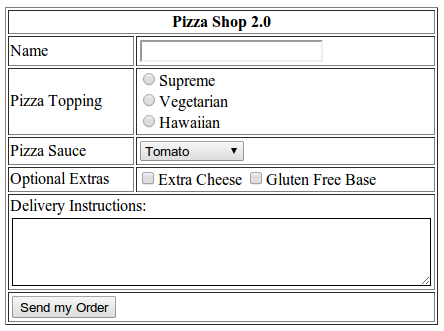 Pizza Shop 2.0
Name
Pizza Topping
Supreme
Vegetarian
Hawaiian
Pizza Sauce Tomato
Optional Extras Extra Cheese Gluten Free Base
Delivery Instructions:
Send my Order